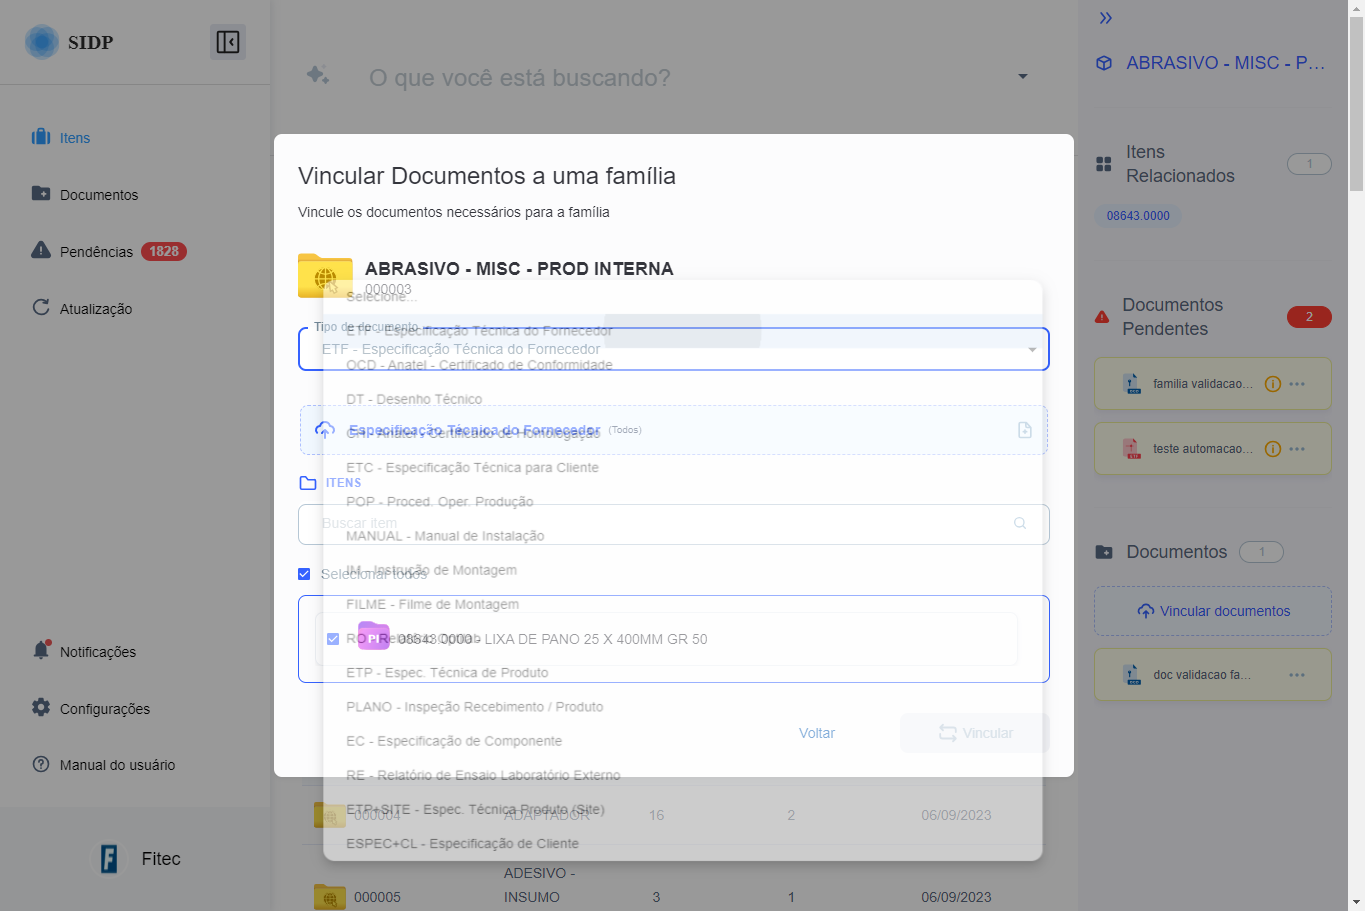 SIDP
Itens
Documentos
Pendências 1828
Atualização
Notificações
Configurações
Manual do usuário
Fitec
O que você está buscando?
Vincular Documentos a uma família
Vincule os documentos necessários para a família
ABRASIVO - MISC - PROD INTERNA
000003
Selecione...
Tipo de documento
ETF - Especificação Técnica do Fornecedor
ETF - Especificação Técnica do Fornecedor
OCD - Anatel - Certificado de Conformidade
DT - Desenho Técnico
Especificação Técnica do Fornecedor (Todos)
CH - Anatel - Certificado de Homologação
ETC - Especificação Técnica para Cliente
ITENS
POP - Proced. Oper. Produção
Buscar item
MANUAL - Manual de Instalação
IM - Instrução de Montagem
Selecionar todos
FILME - Filme de Montagem
08643.0000 - LIXA DE PANO 25 X 400MM GR 50
ETP - Espec. Técnica de Produto
PLANO - Inspeção Recebimento / Produto
Voltar
Vincular
EC - Especificação de Componente
RE - Relatório de Ensaio Laboratório Externo
ETP+SITE - Espec. Técnica Produto (Site)
000004 ADAPTADOR 16 2 06/09/2023
ESPEC+CL - Especificação de Cliente
ADESIVO -
000005 INSUMO 3 1 06/09/2023
ABRASIVO - MISC - P...
Itens
Relacionados 1
08643.0000
Documentos
Pendentes 2
familia validacao...
teste automacao...
Documentos 1
Vincular documentos
doc validacao fa...